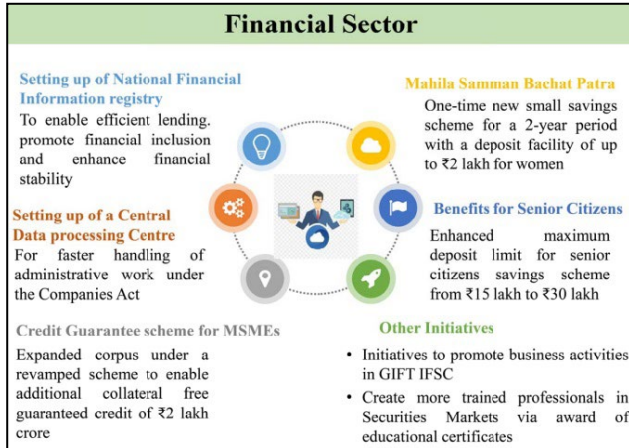 Financial Sector
Setting up of National Financial
Information registry
To enable efficient lending.
promote financial inclusion
and enhance financial
stability
Setting up of a Central
Data processing Centre
For faster handling of
administrative work under
the Companies Act
Credit Guarantee scheme for MSMEs
Expanded corpus under a
revamped scheme to enable
additional collateral free
guaranteed credit of ₹2 lakh
crore
Mahila Samman Bachat Patra
One-time new small savings
scheme for a 2-year period
with a deposit facility of up
to ₹2 lakh for women
Benefits for Senior Citizens
Enhanced maximum
deposit limit for senior
citizens savings scheme
from ₹15 lakh to ₹30 lakh
Other Initiatives
• Initiatives to promote business activities
in GIFT IFSC
• Create more trained professionals in
Securities Markets via award of
educational certificates